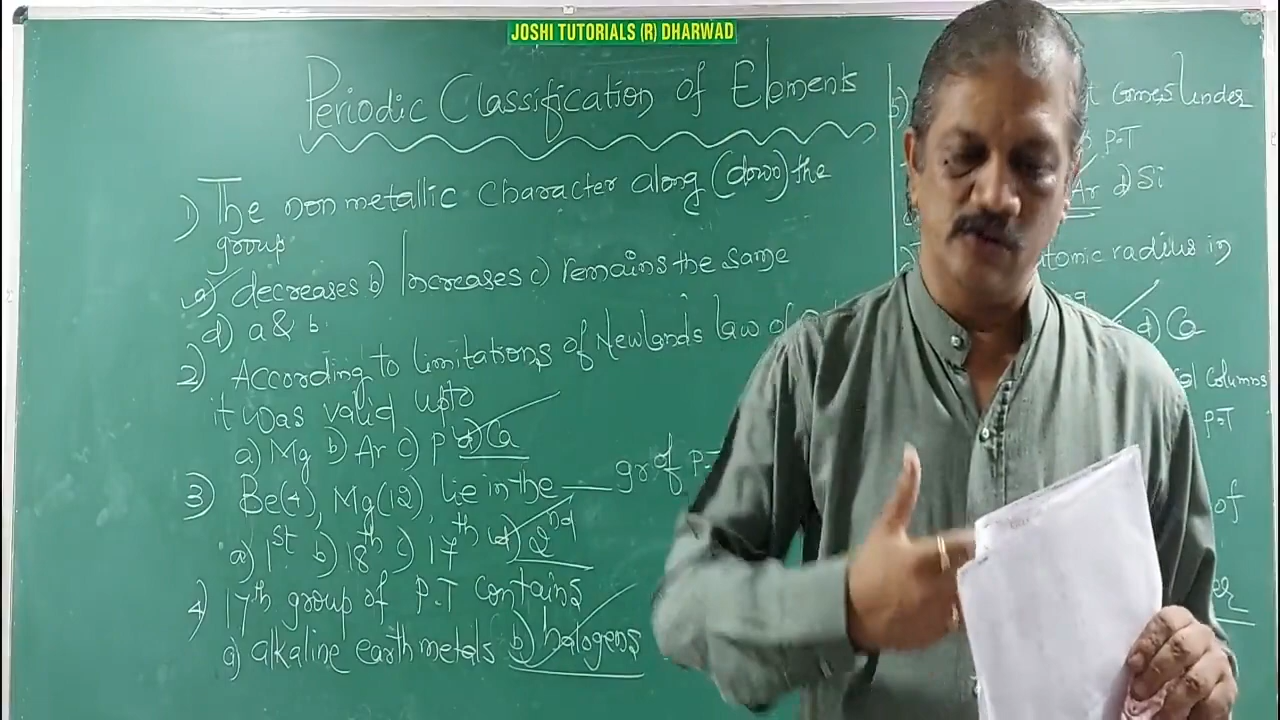 JOSHI TUTORIALS (R) DHARWAD
Periodic Classification of Elements
1) The nonmetallic character along (down) the
group
a) decreases b) Increases c) remains the same
d) a & b
2) According to limitations of Newlands law of
it was valid upto
a) Mg b) Ar c) P d) Ca
3) Be(4), Mg(12), lie in the ___ gr of P.T
a) 1st b) 18th c) 17th d) 2nd
4) 17th group of P.T contains
a) alkaline earth metals b) halogens
5) comes under
P.T
Ar d) Si
atomic radius in
d) Ca
columns
P.T
of